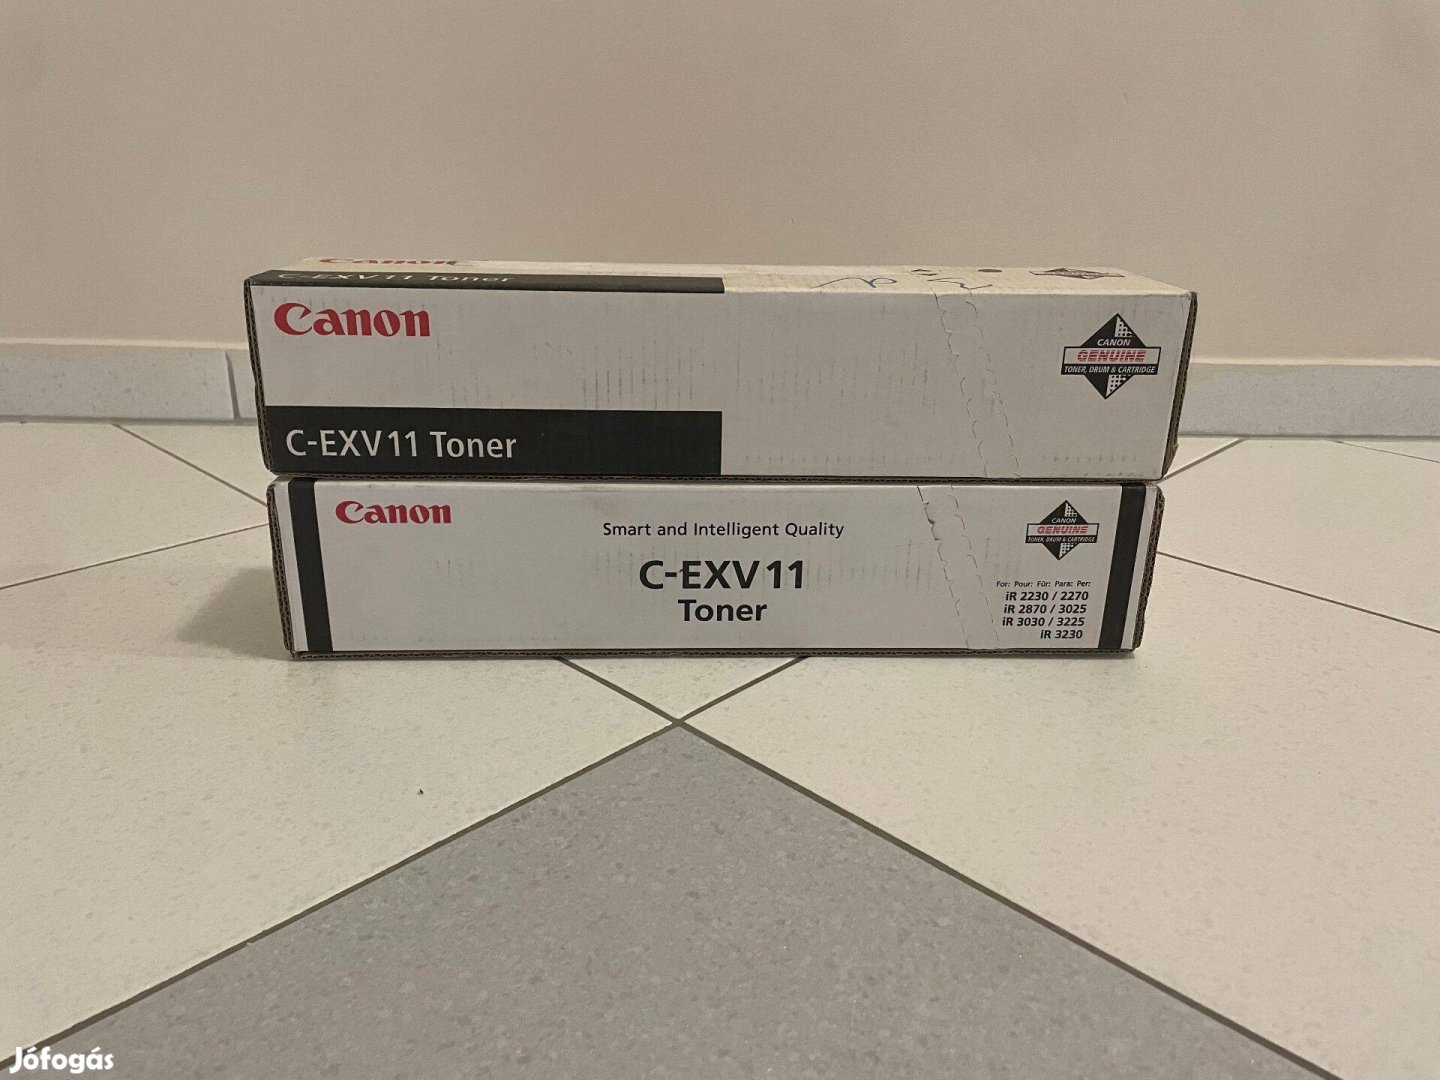 Canon
C-EXV11 Toner
Canon
CANON
GENUINE
TONER, DRUM & CARTRIDGE
C-EXV11 Toner
Canon
Smart and Intelligent Quality
C-EXV11
Toner
CANON
GENUINE
TONER, DRUM & CARTRIDGE
For: Pour: Für: Para: Per:
iR 2230 / 2270
iR 2870 / 3025
iR 3030 / 3225
iR 3230
Jófogás